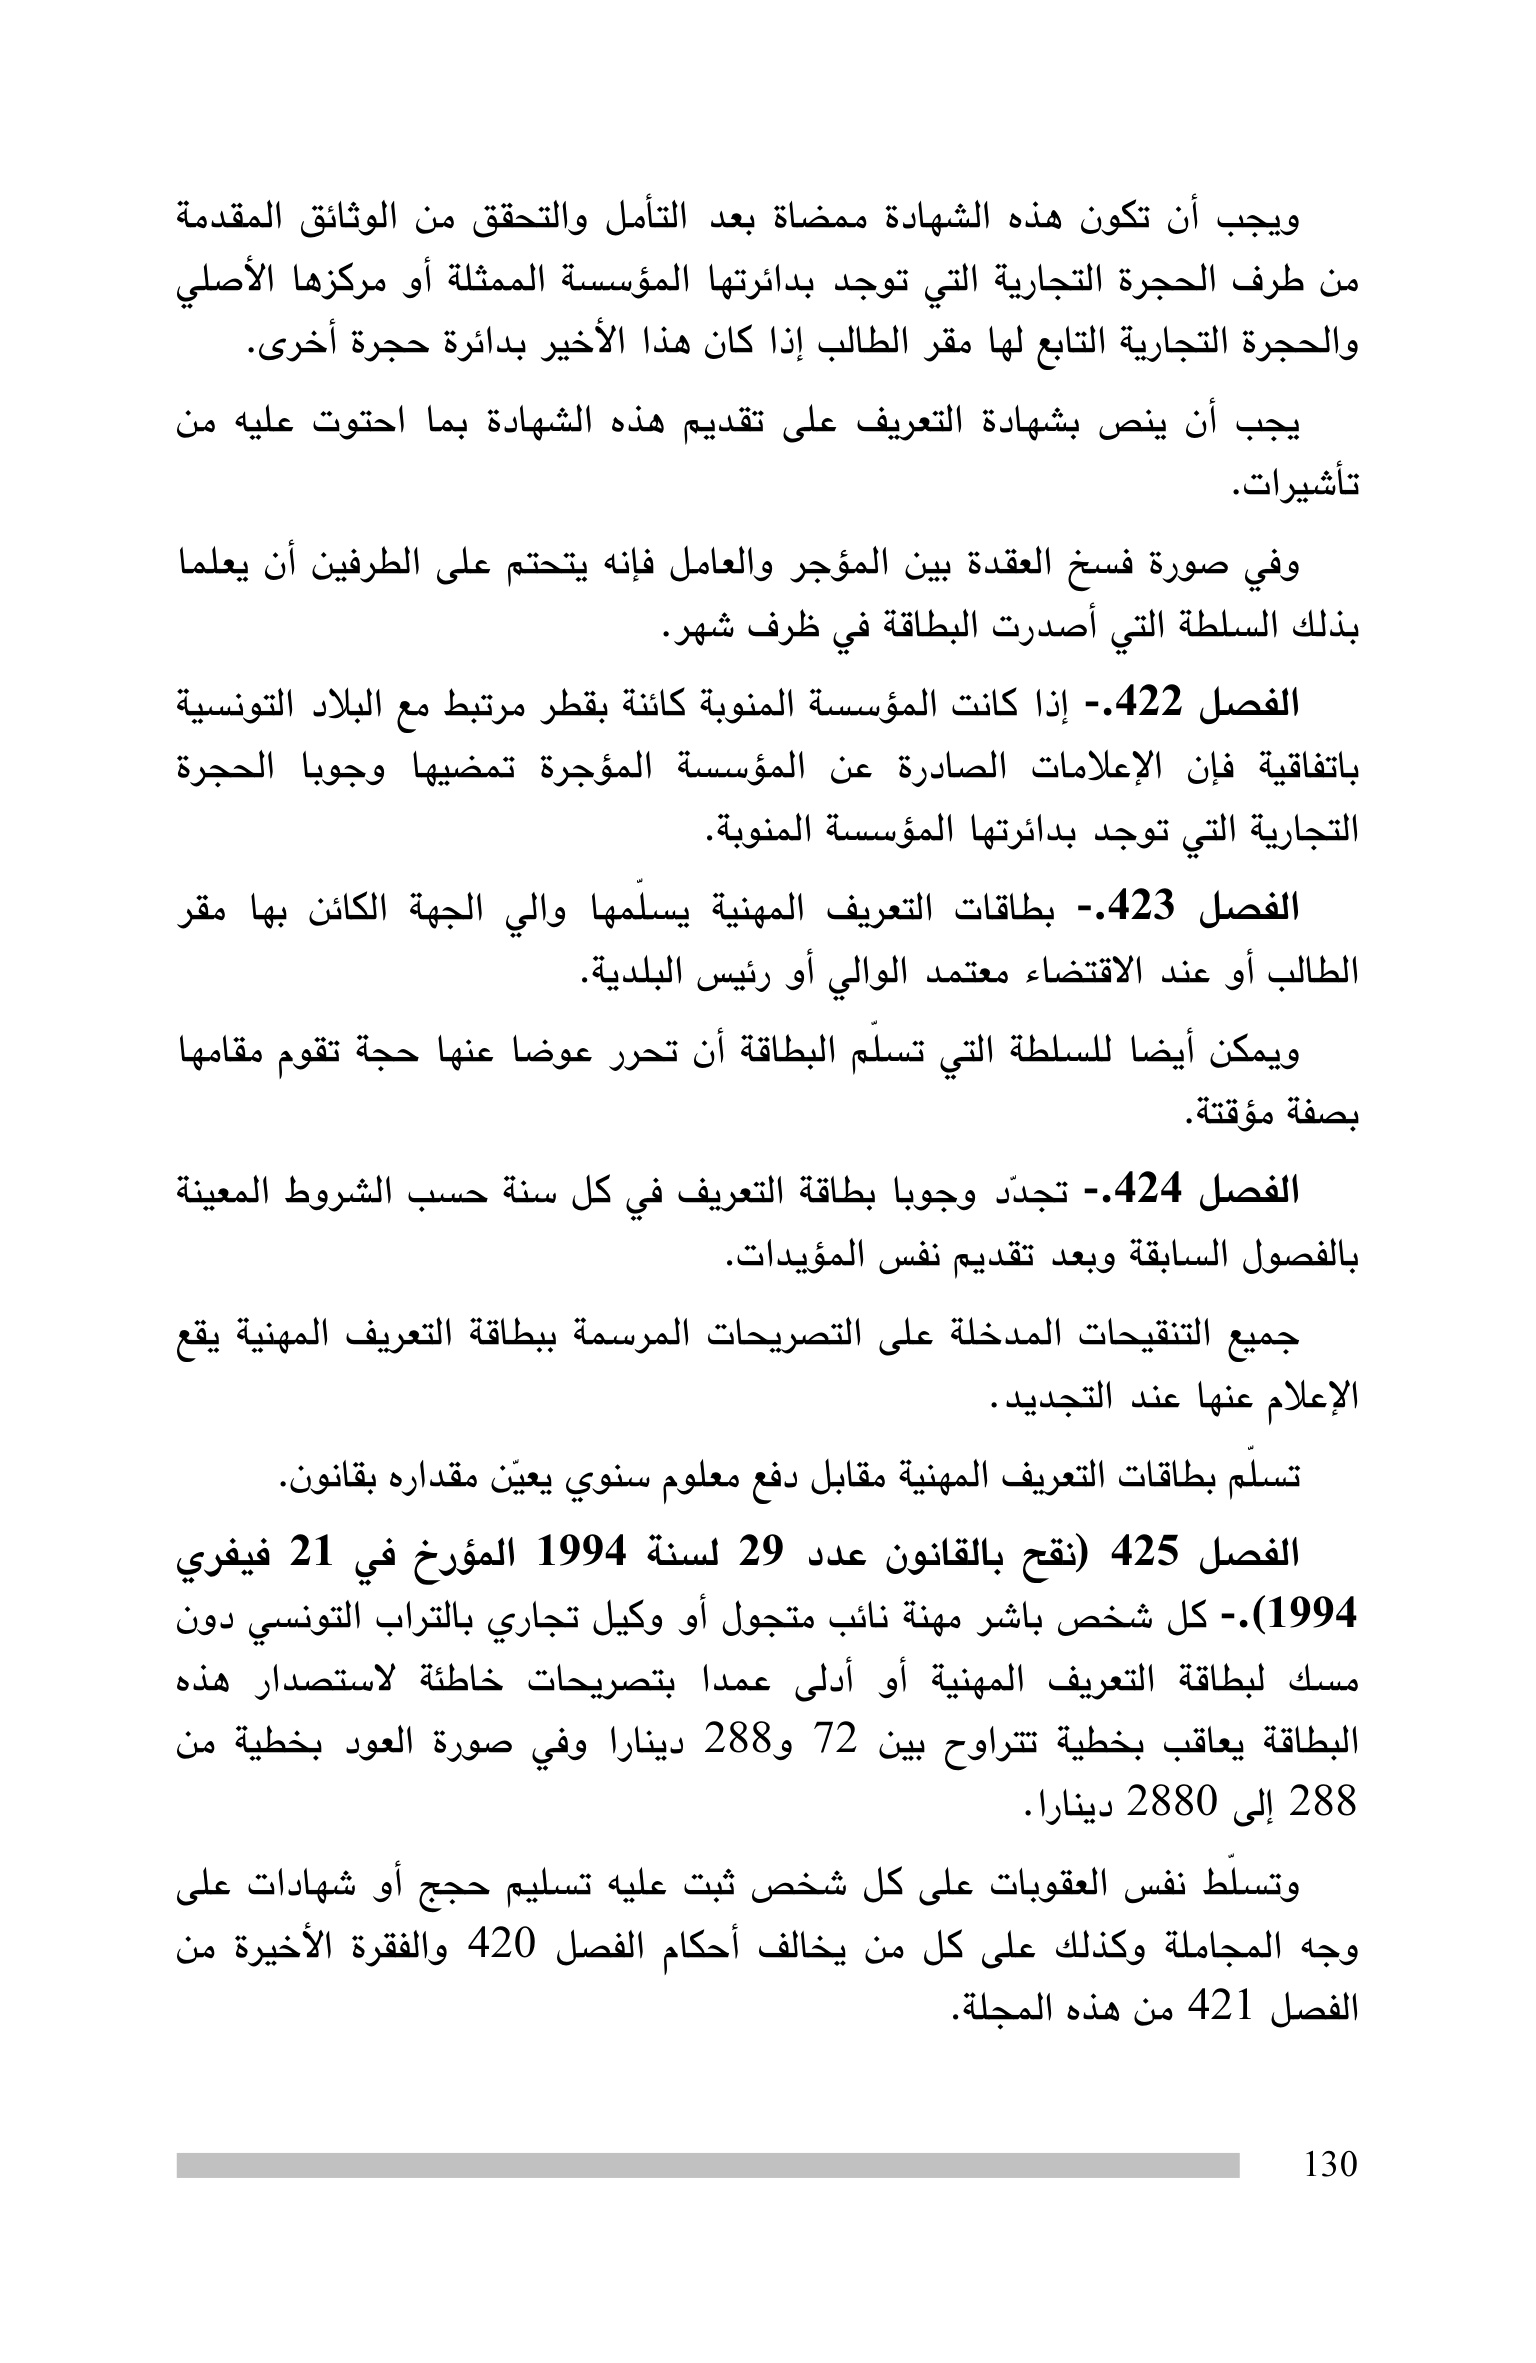 ويجب أن تكون هذه الشهادة ممضاة بعد التأمل والتحقق من الوثائق المقدمة
من طرف الحجرة التجارية التي توجد بدائرتها المؤسسة الممثلة أو مركزها الأصلي
والحجرة التجارية التابع لها مقر الطالب إذا كان هذا الأخير بدائرة حجرة أخرى.
يجب أن ينص بشهادة التعريف على تقديم هذه الشهادة بما احتوت عليه من
تأشيرات.
وفي صورة فسخ العقدة بين المؤجر والعامل فإنه يتحتم على الطرفين أن يعلما
بذلك السلطة التي أصدرت البطاقة في ظرف شهر.
الفصل 422.- إذا كانت المؤسسة المنوبة كائنة بقطر مرتبط مع البلاد التونسية
باتفاقية فإن الإعلامات الصادرة عن المؤسسة المؤجرة تمضيها وجوبا الحجرة
التجارية التي توجد بدائرتها المؤسسة المنوبة.
الفصل 423.- بطاقات التعريف المهنية يسلّمها والي الجهة الكائن بها مقر
الطالب أو عند الاقتضاء معتمد الوالي أو رئيس البلدية.
ويمكن أيضا للسلطة التي تسلّم البطاقة أن تحرر عوضا عنها حجة تقوم مقامها
بصفة مؤقتة.
الفصل 424.- تجدّد وجوبا بطاقة التعريف في كل سنة حسب الشروط المعينة
بالفصول السابقة وبعد تقديم نفس المؤيدات.
جميع التنقيحات المدخلة على التصريحات المرسمة ببطاقة التعريف المهنية يقع
الإعلام عنها عند التجديد.
تسلّم بطاقات التعريف المهنية مقابل دفع معلوم سنوي يعيّن مقداره بقانون.
الفصل 425 (نقح بالقانون عدد 29 لسنة 1994 المؤرخ في 21 فيفري
1994).- كل شخص باشر مهنة نائب متجول أو وكيل تجاري بالتراب التونسي دون
مسك لبطاقة التعريف المهنية أو أدلى عمدا بتصريحات خاطئة لاستصدار هذه
البطاقة يعاقب بخطية تتراوح بين 72 و288 دينارا وفي صورة العود بخطية من
288 إلى 2880 دينارا.
وتسلّط نفس العقوبات على كل شخص ثبت عليه تسليم حجج أو شهادات على
وجه المجاملة وكذلك على كل من يخالف أحكام الفصل 420 والفقرة الأخيرة من
الفصل 421 من هذه المجلة.
130